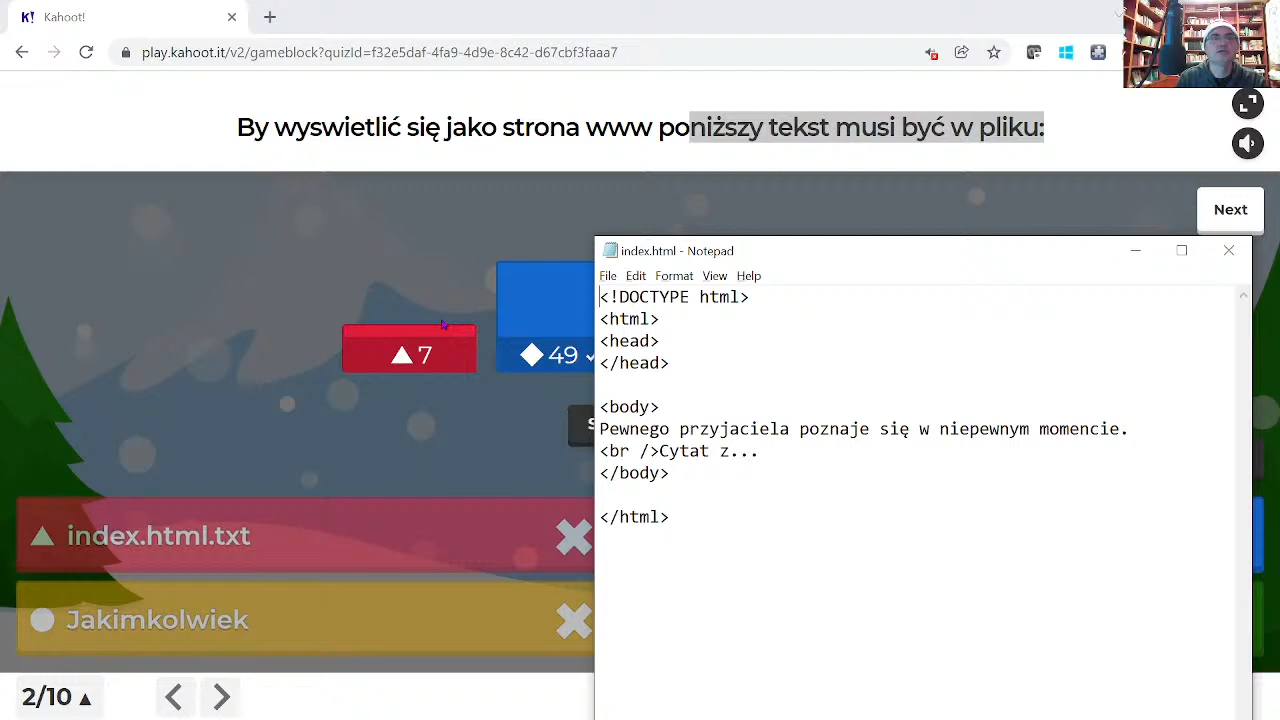 Kahoot!
play.kahoot.it/v2/gameblock?quizId=f32e5daf-4fa9-4d9e-8c42-d67cbf3faaa7
By wyswietlić się jako strona www poniższy tekst musi być w pliku:
Next
index.html - Notepad
File Edit Format View Help
<!DOCTYPE html>
<html>
<head>
</head>
<body>
Pewnego przyjaciela poznaje się w niepewnym momencie.
<br />Cytat z...
</body>
</html>
7
49
index.html.txt
Jakimkolwiek
2/10